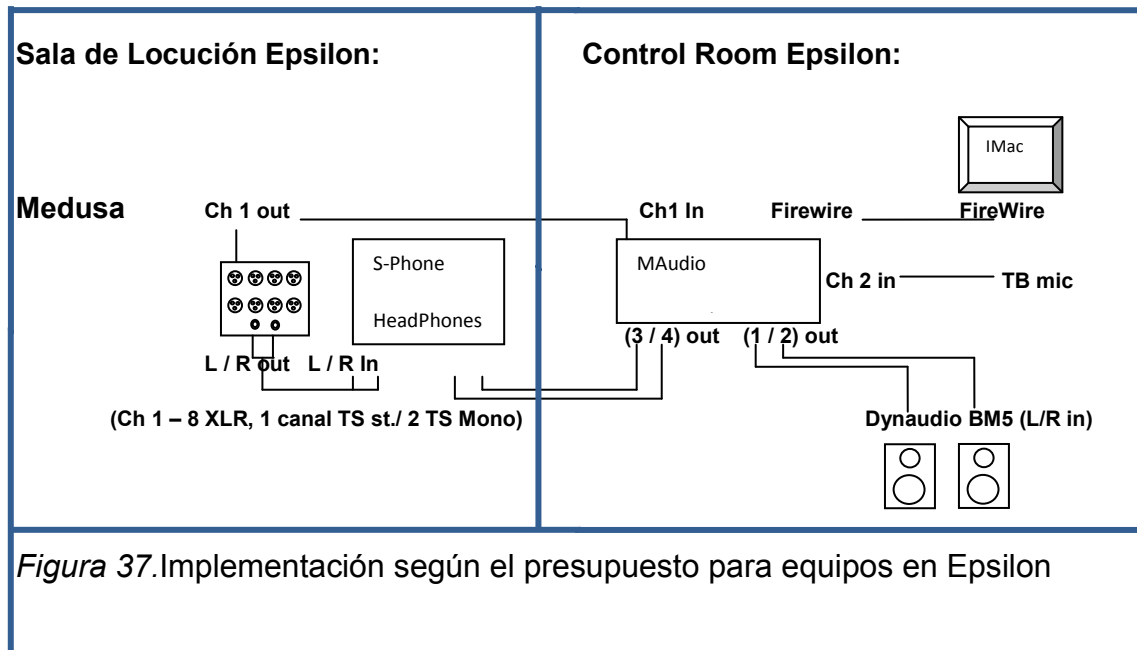 Sala de Locución Epsilon:
Control Room Epsilon:
IMac
Medusa
Ch 1 out
Ch1 In
Firewire
FireWire
S-Phone
HeadPhones
MAudio
Ch 2 in
TB mic
L / R out
L / R In
(3 / 4) out
(1 / 2) out
(Ch 1 – 8 XLR, 1 canal TS st./ 2 TS Mono)
Dynaudio BM5 (L/R in)
Figura 37.Implementación según el presupuesto para equipos en Epsilon